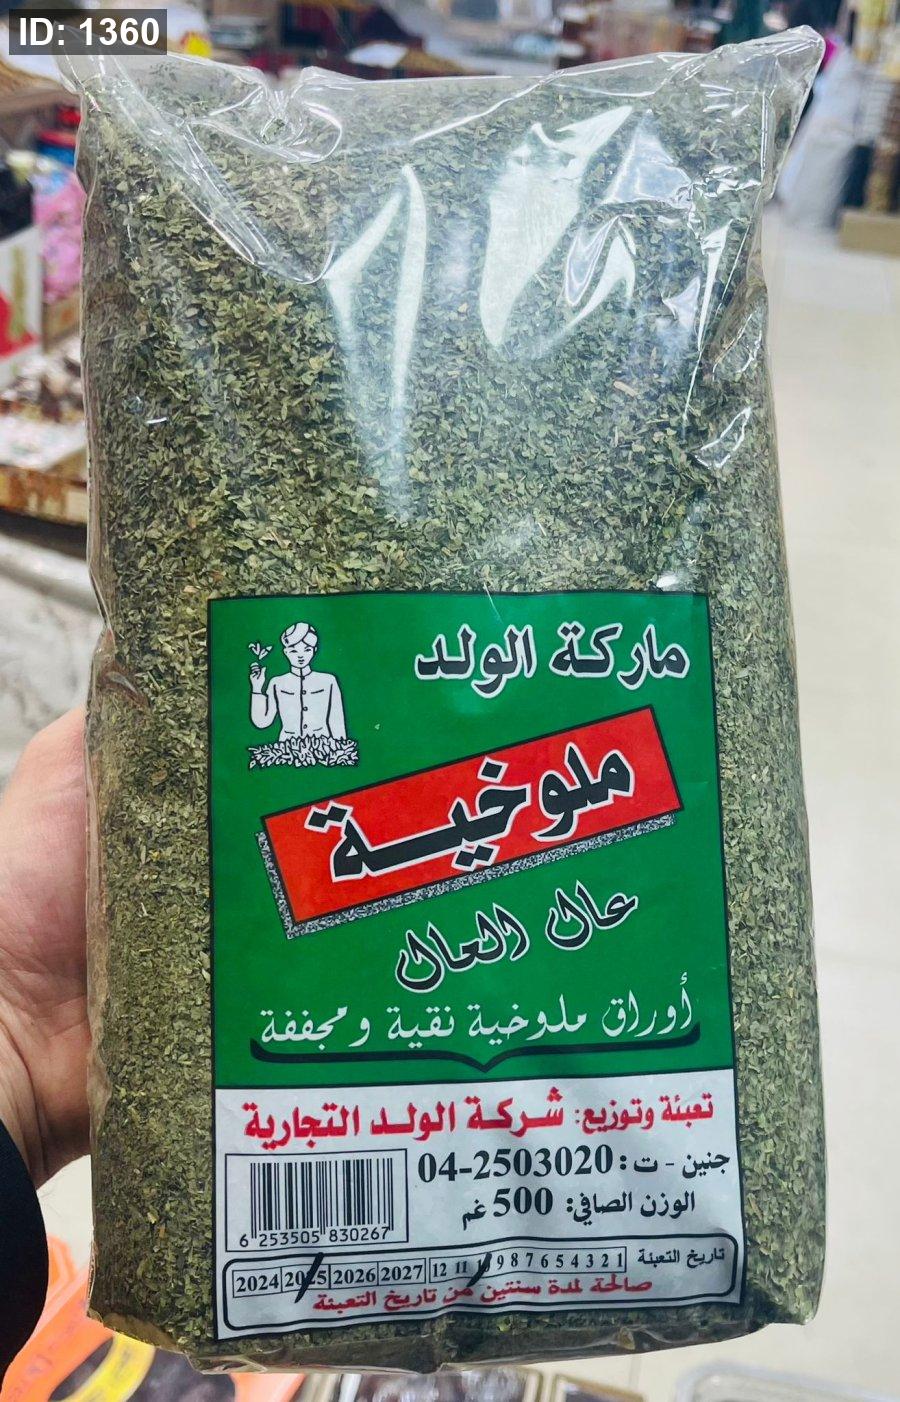 ID: 1360
ماركة الولد
ملوخية
عال العال
أوراق ملوخية نقية ومجففة
تعبئة وتوزيع: شركة الولد التجارية
جنين - ت: 04-2503020
الوزن الصافي: 500 غم
6 253505 830267
تاريخ التعبئة 1 2 3 4 5 6 7 8 9 10 11 12 2027 2026 2025 2024
صالحة لمدة سنتين من تاريخ التعبئة